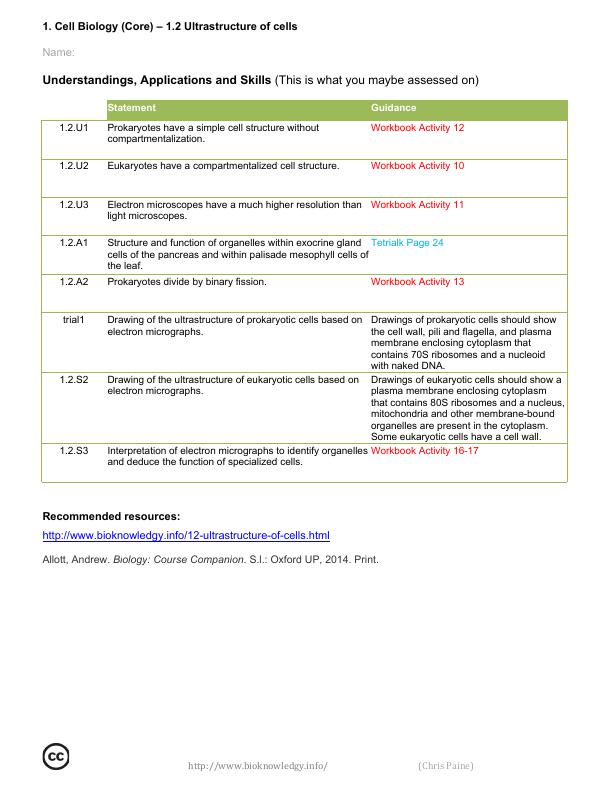 1. Cell Biology (Core) – 1.2 Ultrastructure of cells
Name:
Understandings, Applications and Skills (This is what you maybe assessed on)
Statement Guidance
1.2.U1 Prokaryotes have a simple cell structure without Workbook Activity 12
compartmentalization.
1.2.U2 Eukaryotes have a compartmentalized cell structure. Workbook Activity 10
1.2.U3 Electron microscopes have a much higher resolution than Workbook Activity 11
light microscopes.
1.2.A1 Structure and function of organelles within exocrine gland Tetrialk Page 24
cells of the pancreas and within palisade mesophyll cells of
the leaf.
1.2.A2 Prokaryotes divide by binary fission. Workbook Activity 13
trial1 Drawing of the ultrastructure of prokaryotic cells based on Drawings of prokaryotic cells should show
electron micrographs. the cell wall, pili and flagella, and plasma
membrane enclosing cytoplasm that
contains 70S ribosomes and a nucleoid
with naked DNA.
1.2.S2 Drawing of the ultrastructure of eukaryotic cells based on Drawings of eukaryotic cells should show a
electron micrographs. plasma membrane enclosing cytoplasm
that contains 80S ribosomes and a nucleus,
mitochondria and other membrane-bound
organelles are present in the cytoplasm.
Some eukaryotic cells have a cell wall.
1.2.S3 Interpretation of electron micrographs to identify organelles Workbook Activity 16-17
and deduce the function of specialized cells.
Recommended resources:
http://www.bioknowledgy.info/12-ultrastructure-of-cells.html
Allott, Andrew. Biology: Course Companion. S.l.: Oxford UP, 2014. Print.
cc http://www.bioknowledgy.info/ (Chris Paine)